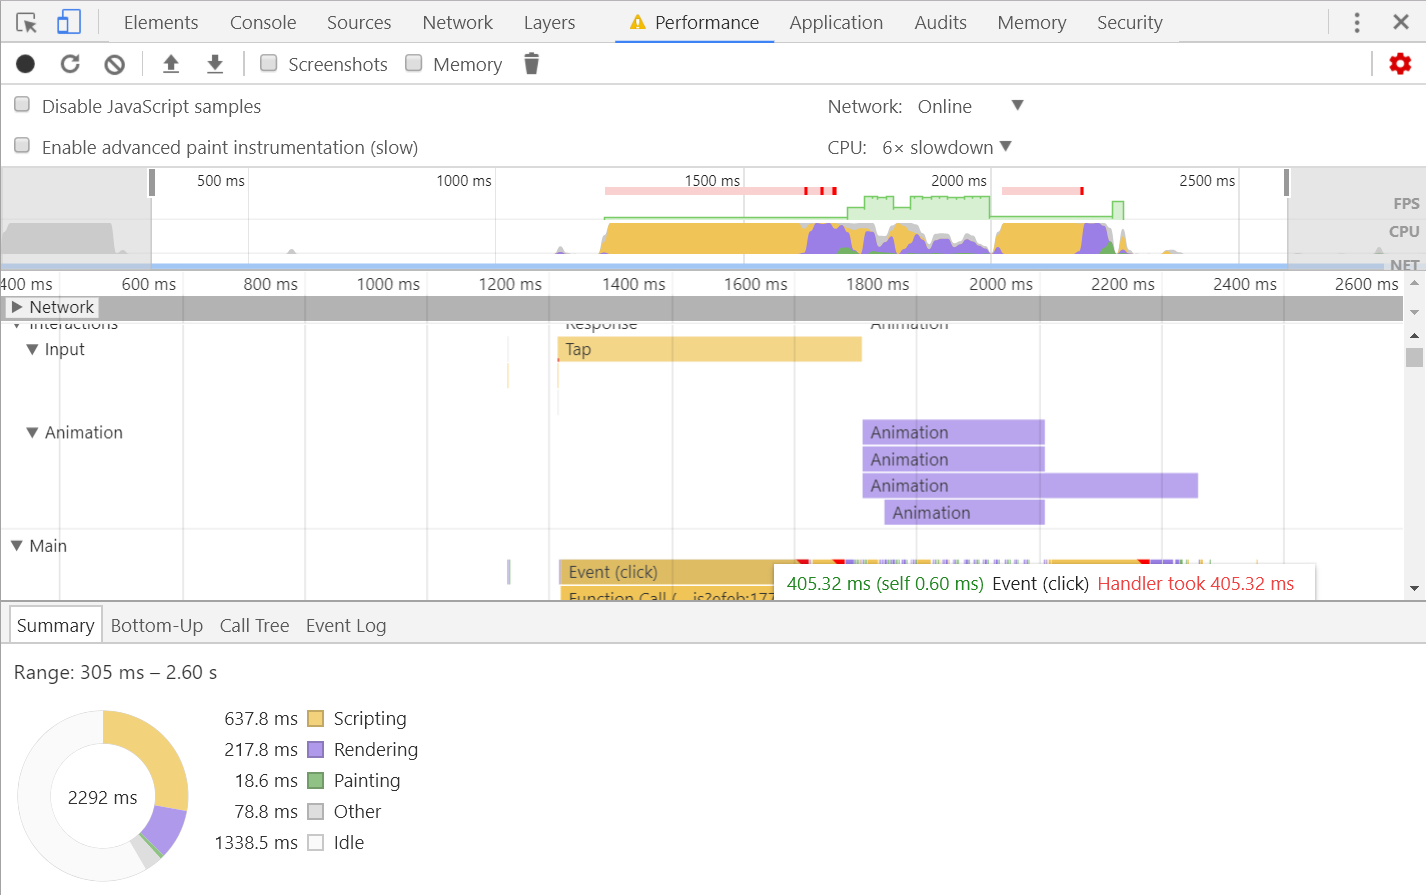 Elements Console Sources Network Layers Performance Application Audits Memory Security
Screenshots Memory
Disable JavaScript samples Network: Online
Enable advanced paint instrumentation (slow) CPU: 6× slowdown
500 ms 1000 ms 1500 ms 2000 ms 2500 ms
FPS
CPU
NET
400 ms 600 ms 800 ms 1000 ms 1200 ms 1400 ms 1600 ms 1800 ms 2000 ms 2200 ms 2400 ms 2600 ms
Network
Interactions Response Animation
Input Tap
Animation Animation
Animation
Animation
Animation
Main
Event (click)
405.32 ms (self 0.60 ms) Event (click) Handler took 405.32 ms
Function Call (…js?efeb:177
Summary Bottom-Up Call Tree Event Log
Range: 305 ms – 2.60 s
637.8 ms Scripting
217.8 ms Rendering
18.6 ms Painting
78.8 ms Other
1338.5 ms Idle
2292 ms